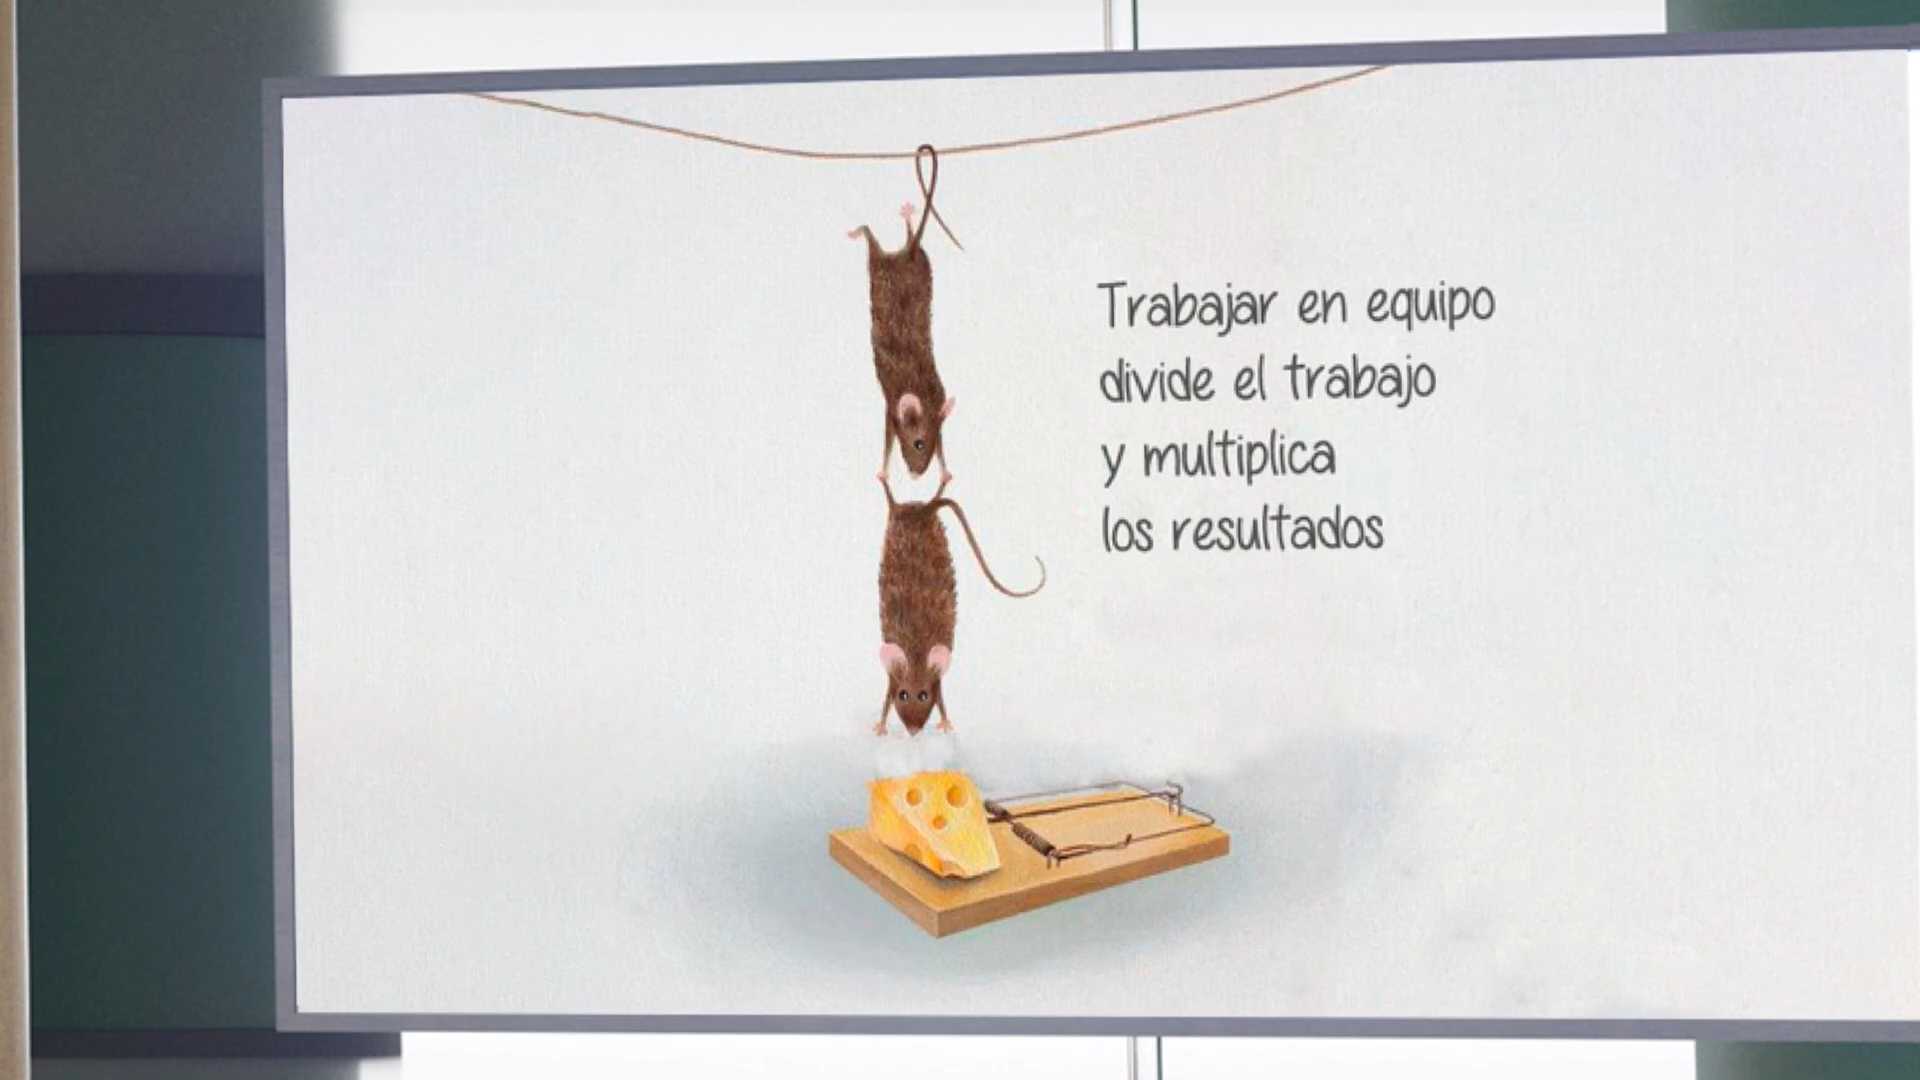 Trabajar en equipo
divide el trabajo
y multiplica
los resultados